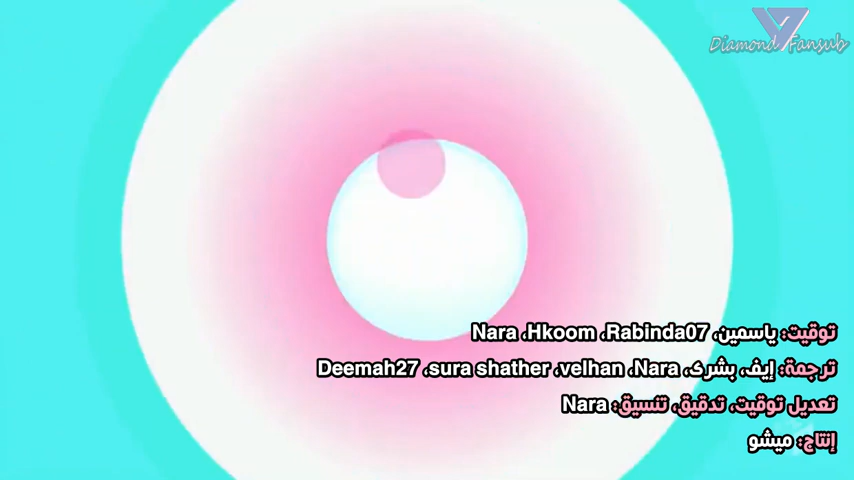 Diamond Fansub
توقيت: ياسمين، Nara ،Hkoom ،Rabinda07
ترجمة: إيف، بشرى، Deemah27 ،sura shather ،velhan ،Nara
تعديل توقيت، تدقيق، تنسيق: Nara
إنتاج: ميشو